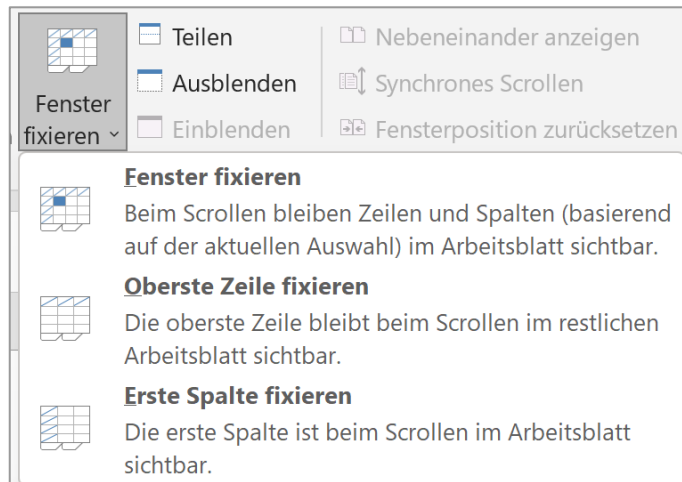 Fenster
fixieren
Teilen
Ausblenden
Einblenden
Nebeneinander anzeigen
Synchrones Scrollen
Fensterposition zurücksetzen
Fenster fixieren
Beim Scrollen bleiben Zeilen und Spalten (basierend
auf der aktuellen Auswahl) im Arbeitsblatt sichtbar.
Oberste Zeile fixieren
Die oberste Zeile bleibt beim Scrollen im restlichen
Arbeitsblatt sichtbar.
Erste Spalte fixieren
Die erste Spalte ist beim Scrollen im Arbeitsblatt
sichtbar.